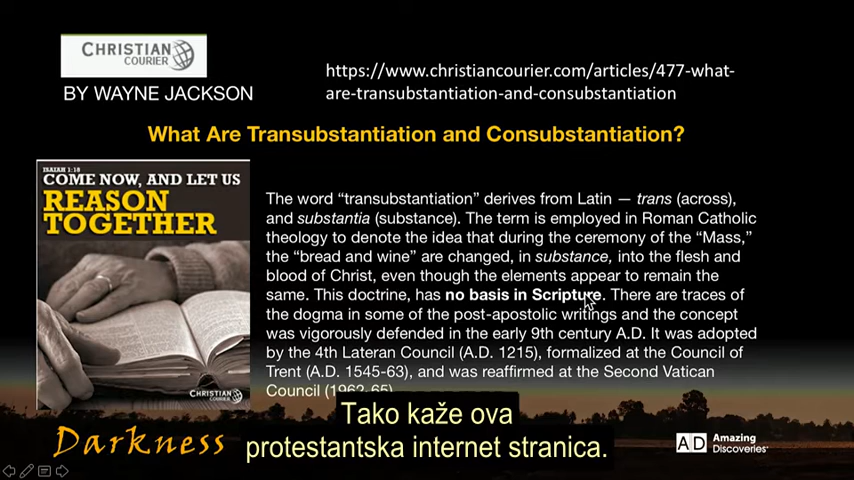 CHRISTIAN
COURIER
BY WAYNE JACKSON
https://www.christiancourier.com/articles/477-what-
are-transubstantiation-and-consubstantiation
What Are Transubstantiation and Consubstantiation?
ISAIAH 1:18
COME NOW, AND LET US
REASON
TOGETHER
CHRISTIAN
COURIER
The word “transubstantiation” derives from Latin — trans (across),
and substantia (substance). The term is employed in Roman Catholic
theology to denote the idea that during the ceremony of the “Mass,”
the “bread and wine” are changed, in substance, into the flesh and
blood of Christ, even though the elements appear to remain the
same. This doctrine, has no basis in Scripture. There are traces of
the dogma in some of the post-apostolic writings and the concept
was vigorously defended in the early 9th century A.D. It was adopted
by the 4th Lateran Council (A.D. 1215), formalized at the Council of
Trent (A.D. 1545-63), and was reaffirmed at the Second Vatican
Council (1962-65).
Tako kaže ova
protestantska internet stranica.
Darkness
AD Amazing
Discoveries